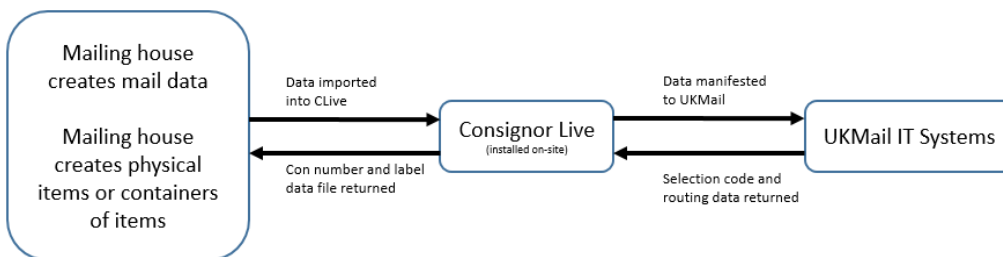 Mailing house
creates mail data
Mailing house
creates physical
items or containers
of items
Data imported
into CLive
Con number and label
data file returned
Consignor Live
(installed on-site)
Data manifested
to UKMail
Selection code and
routing data returned
UKMail IT Systems